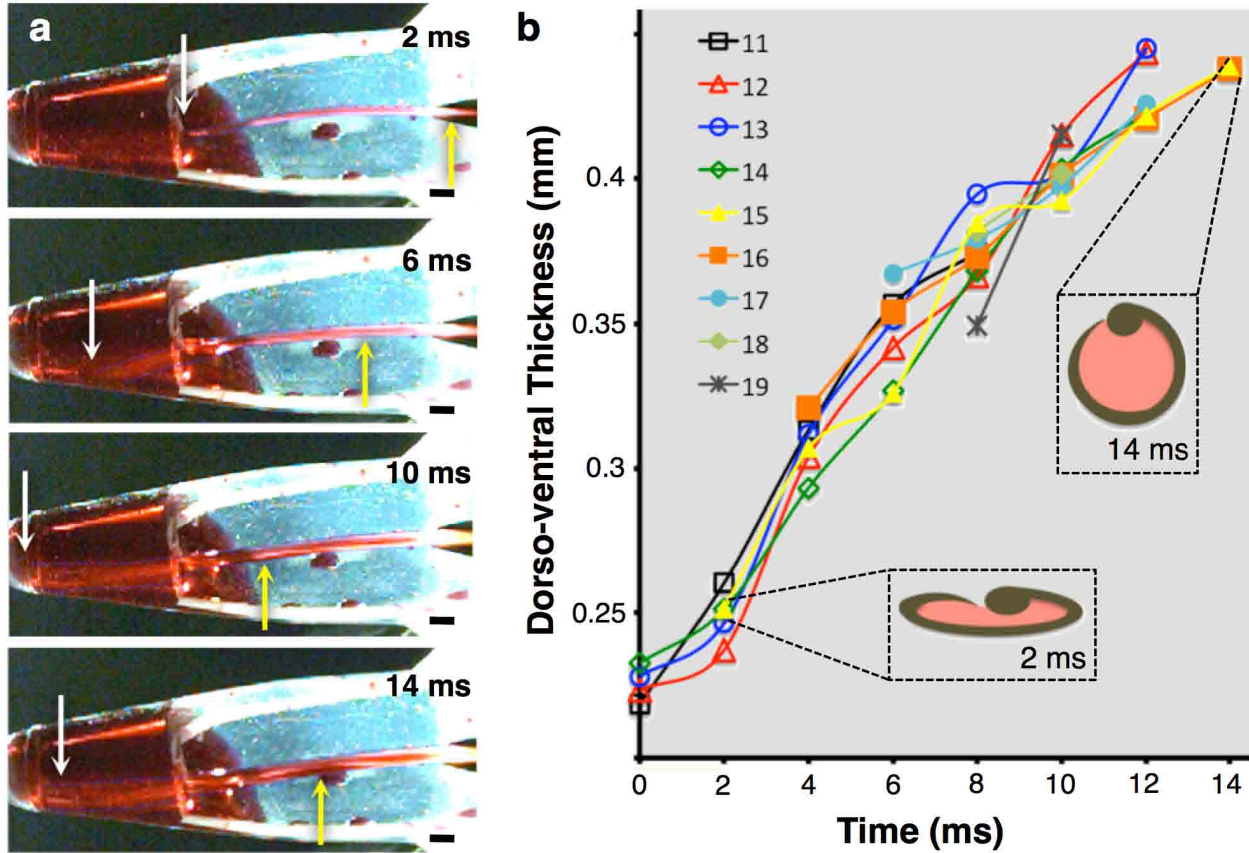 a
2 ms
6 ms
10 ms
14 ms
b
11
12
13
14
15
16
17
18
19
Dorso-ventral Thickness (mm)
0.4
0.35
0.3
0.25
14 ms
2 ms
0 2 4 6 8 10 12 14
Time (ms)